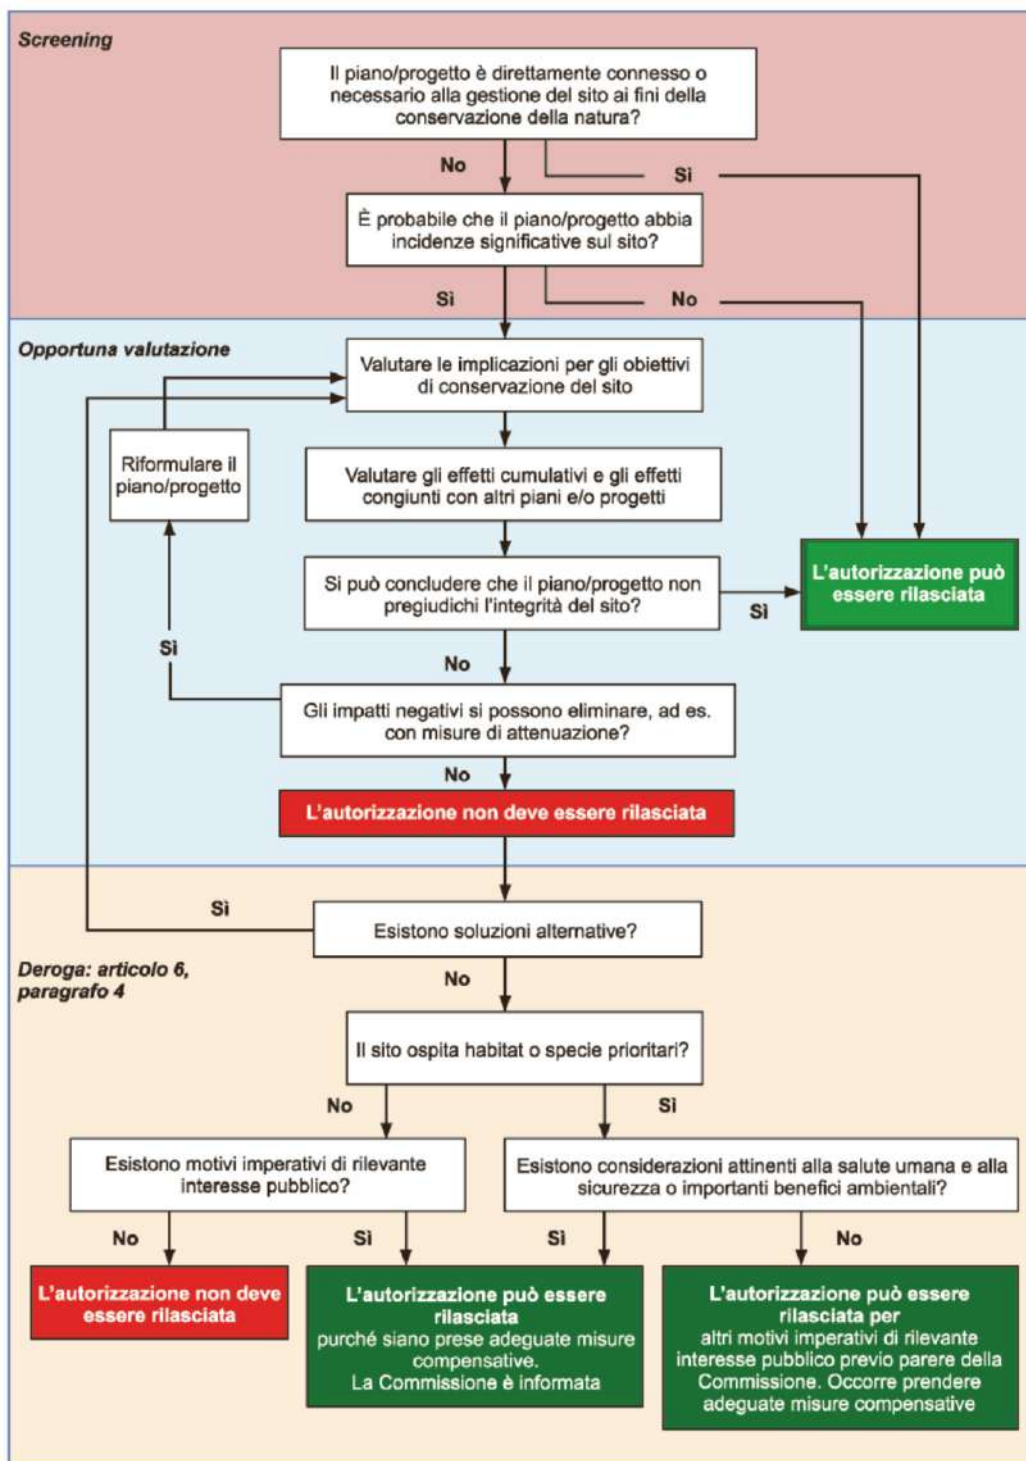 Screening
Il piano/progetto è direttamente connesso o
necessario alla gestione del sito ai fini della
conservazione della natura?
No
Sì
È probabile che il piano/progetto abbia
incidenze significative sul sito?
Sì
No
Opportuna valutazione
Valutare le implicazioni per gli obiettivi
di conservazione del sito
Riformulare il
piano/progetto
Valutare gli effetti cumulativi e gli effetti
congiunti con altri piani e/o progetti
Si può concludere che il piano/progetto non
pregiudichi l'integrità del sito?
Sì
L'autorizzazione può
essere rilasciata
Sì
No
Gli impatti negativi si possono eliminare, ad es.
con misure di attenuazione?
No
L'autorizzazione non deve essere rilasciata
Sì
Esistono soluzioni alternative?
Deroga: articolo 6,
paragrafo 4
No
Il sito ospita habitat o specie prioritari?
No
Sì
Esistono motivi imperativi di rilevante
interesse pubblico?
Esistono considerazioni attinenti alla salute umana e alla
sicurezza o importanti benefici ambientali?
No
Sì
Sì
No
L'autorizzazione non deve
essere rilasciata
L'autorizzazione può essere
rilasciata
purché siano prese adeguate misure
compensative.
La Commissione è informata
L'autorizzazione può essere
rilasciata per
altri motivi imperativi di rilevante
interesse pubblico previo parere della
Commissione. Occorre prendere
adeguate misure compensative